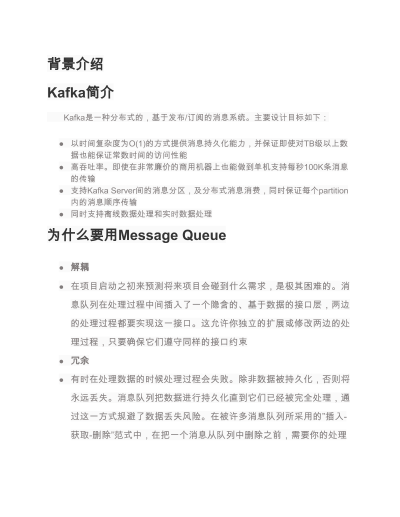 背景介绍
Kafka简介
Kafka是一种分布式的，基于发布/订阅的消息系统。主要设计目标如下：
● 以时间复杂度为O(1)的方式提供消息持久化能力，并保证即使对TB级以上数
据也能保证常数时间的访问性能
● 高吞吐率。即使在非常廉价的商用机器上也能做到单机支持每秒100K条消息
的传输
● 支持Kafka Server间的消息分区，及分布式消息消费，同时保证每个partition
内的消息顺序传输
● 同时支持离线数据处理和实时数据处理
为什么要用Message Queue
● 解耦
● 在项目启动之初来预测将来项目会碰到什么需求，是极其困难的。消
息队列在处理过程中间插入了一个隐含的、基于数据的接口层，两边
的处理过程都要实现这一接口。这允许你独立的扩展或修改两边的处
理过程，只要确保它们遵守同样的接口约束
● 冗余
● 有时在处理数据的时候处理过程会失败。除非数据被持久化，否则将
永远丢失。消息队列把数据进行持久化直到它们已经被完全处理，通
过这一方式规避了数据丢失风险。在被许多消息队列所采用的"插入-
获取-删除"范式中，在把一个消息从队列中删除之前，需要你的处理